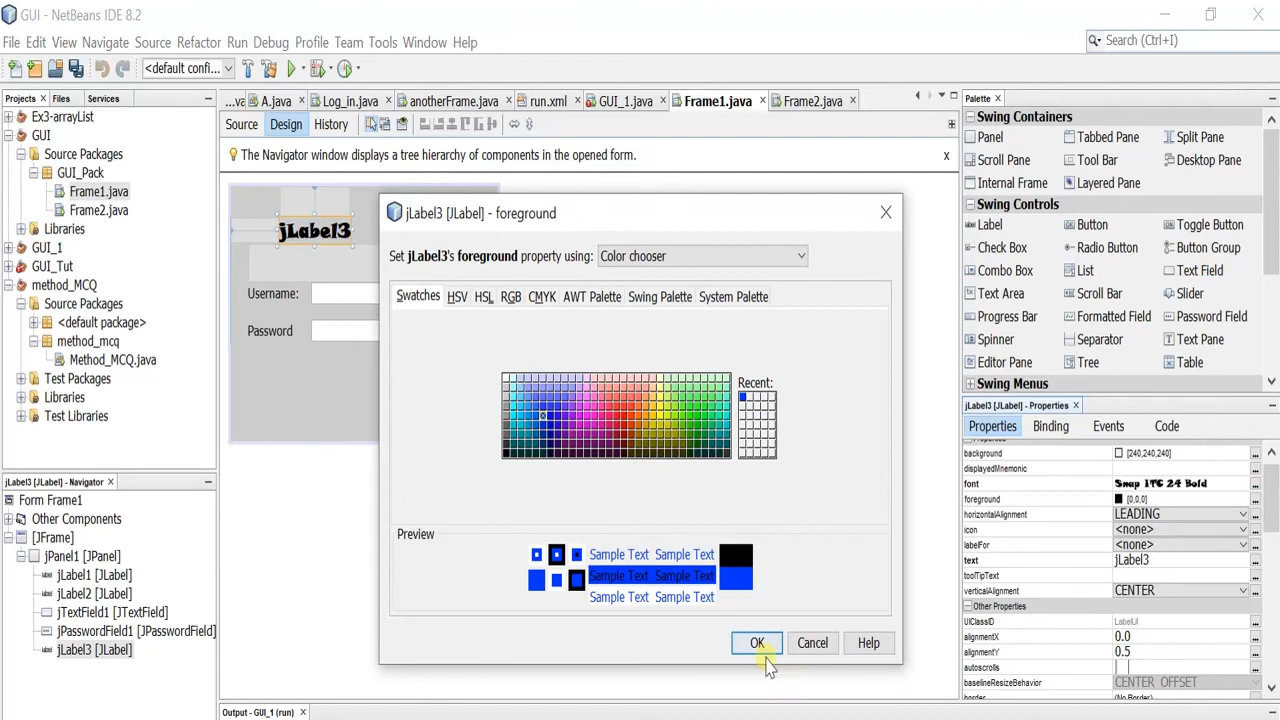 GUI - NetBeans IDE 8.2
File Edit View Navigate Source Refactor Run Debug Profile Team Tools Window Help
Search (Ctrl+I)
<default confi...
Projects Files Services
...va A.java Log_in.java anotherFrame.java run.xml GUI_1.java Frame1.java Frame2.java
Palette
Source Design History
The Navigator window displays a tree hierarchy of components in the opened form. x
Ex3-arrayList
GUI
Source Packages
GUI_Pack
Frame1.java
Frame2.java
Libraries
GUI_1
GUI_Tut
method_MCQ
Source Packages
<default package>
method_mcq
Method_MCQ.java
Test Packages
Libraries
Test Libraries
jLabel3 [JLabel] - Navigator
Form Frame1
Other Components
[JFrame]
jPanel1 [JPanel]
jLabel1 [JLabel]
jLabel2 [JLabel]
jTextField1 [JTextField]
jPasswordField1 [JPasswordField]
jLabel3 [JLabel]
jLabel3
Username:
Password
jLabel3 [JLabel] - foreground
Set jLabel3's foreground property using: Color chooser
Swatches HSV HSL RGB CMYK AWT Palette Swing Palette System Palette
Recent:
Preview
Sample Text Sample Text
Sample Text Sample Text
Sample Text Sample Text
OK Cancel Help
Output - GUI_1 (run)
Swing Containers
Panel Tabbed Pane Split Pane
Scroll Pane Tool Bar Desktop Pane
Internal Frame Layered Pane
Swing Controls
Label Button Toggle Button
Check Box Radio Button Button Group
Combo Box List Text Field
Text Area Scroll Bar Slider
Progress Bar Formatted Field Password Field
Spinner Separator Text Pane
Editor Pane Tree Table
Swing Menus
jLabel3 [JLabel] - Properties
Properties Binding Events Code
Properties
background [240,240,240] ...
displayedMnemonic ...
font Snap ITC 24 Bold ...
foreground [0,0,0] ...
horizontalAlignment LEADING ...
icon <none> ...
labelFor <none> ...
text jLabel3 ...
toolTipText ...
verticalAlignment CENTER ...
Other Properties
UIClassID LabelUI ...
alignmentX 0.0 ...
alignmentY 0.5 ...
autoscrolls ...
baselineResizeBehavior CENTER_OFFSET ...
border (No Border) ...